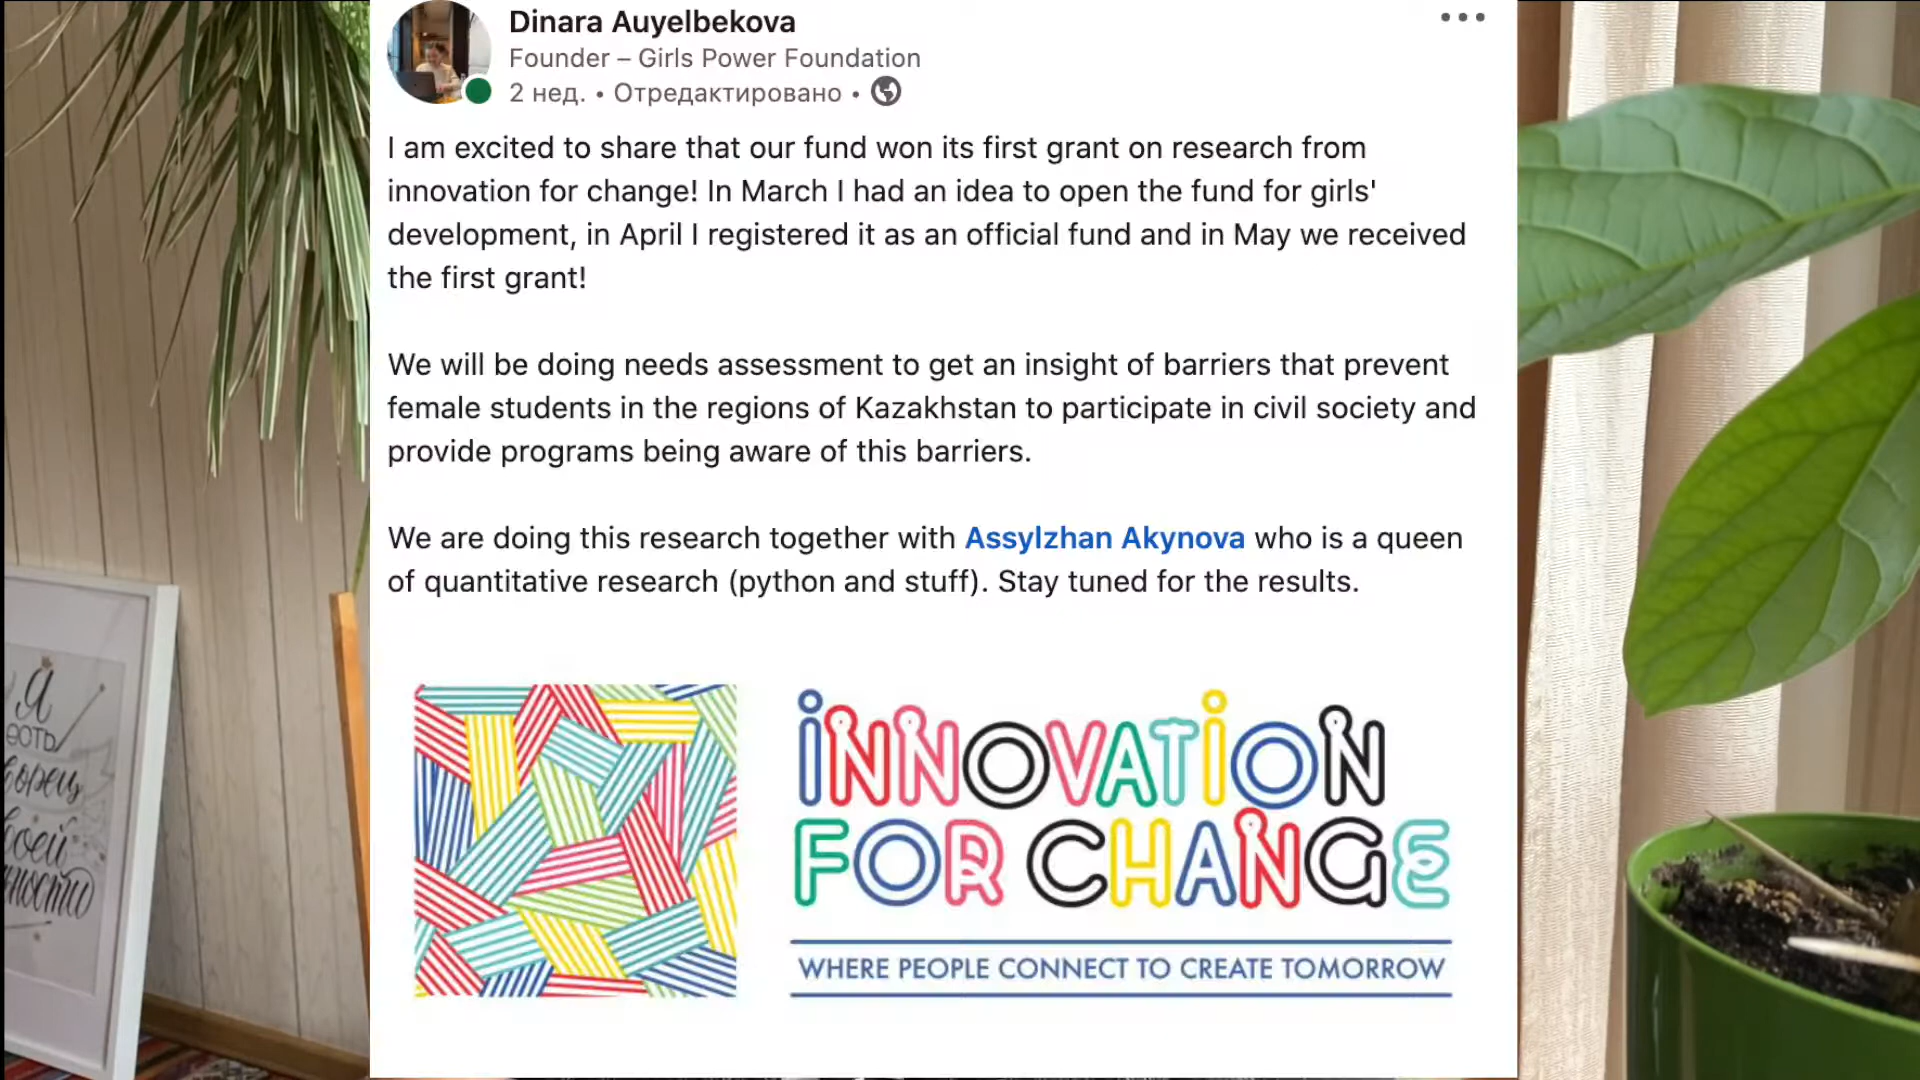 Dinara Auyelbekova
Founder – Girls Power Foundation
2 нед. • Отредактировано •
I am excited to share that our fund won its first grant on research from
innovation for change! In March I had an idea to open the fund for girls'
development, in April I registered it as an official fund and in May we received
the first grant!
We will be doing needs assessment to get an insight of barriers that prevent
female students in the regions of Kazakhstan to participate in civil society and
provide programs being aware of this barriers.
We are doing this research together with Assylzhan Akynova who is a queen
of quantitative research (python and stuff). Stay tuned for the results.
iNNOVATiON
FOR CHANGE
WHERE PEOPLE CONNECT TO CREATE TOMORROW
Я
есть